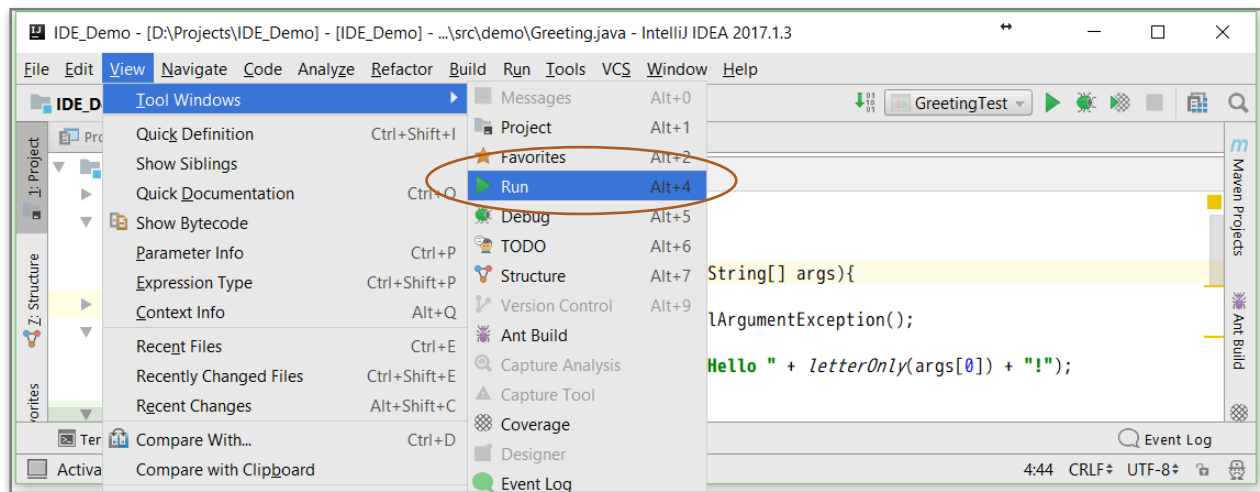 IDE_Demo - [D:\Projects\IDE_Demo] - [IDE_Demo] - ...\src\demo\Greeting.java - IntelliJ IDEA 2017.1.3
File Edit View Navigate Code Analyze Refactor Build Run Tools VCS Window Help
IDE_D
GreetingTest
Tool Windows
Quick Definition Ctrl+Shift+I
Show Siblings
Quick Documentation Ctrl+Q
Show Bytecode
Parameter Info Ctrl+P
Expression Type Ctrl+Shift+P
Context Info Alt+Q
Recent Files Ctrl+E
Recently Changed Files Ctrl+Shift+E
Recent Changes Alt+Shift+C
Compare With... Ctrl+D
Compare with Clipboard
Messages Alt+0
Project Alt+1
Favorites Alt+2
Run Alt+4
Debug Alt+5
TODO Alt+6
Structure Alt+7
Version Control Alt+9
Ant Build
Capture Analysis
Capture Tool
Coverage
Designer
Event Log
1: Project
7: Structure
orites
Pro
String[] args){
lArgumentException();
Hello " + letterOnly(args[0]) + "!");
Maven Projects
Ant Build
Ter
Event Log
Activa
4:44 CRLF UTF-8